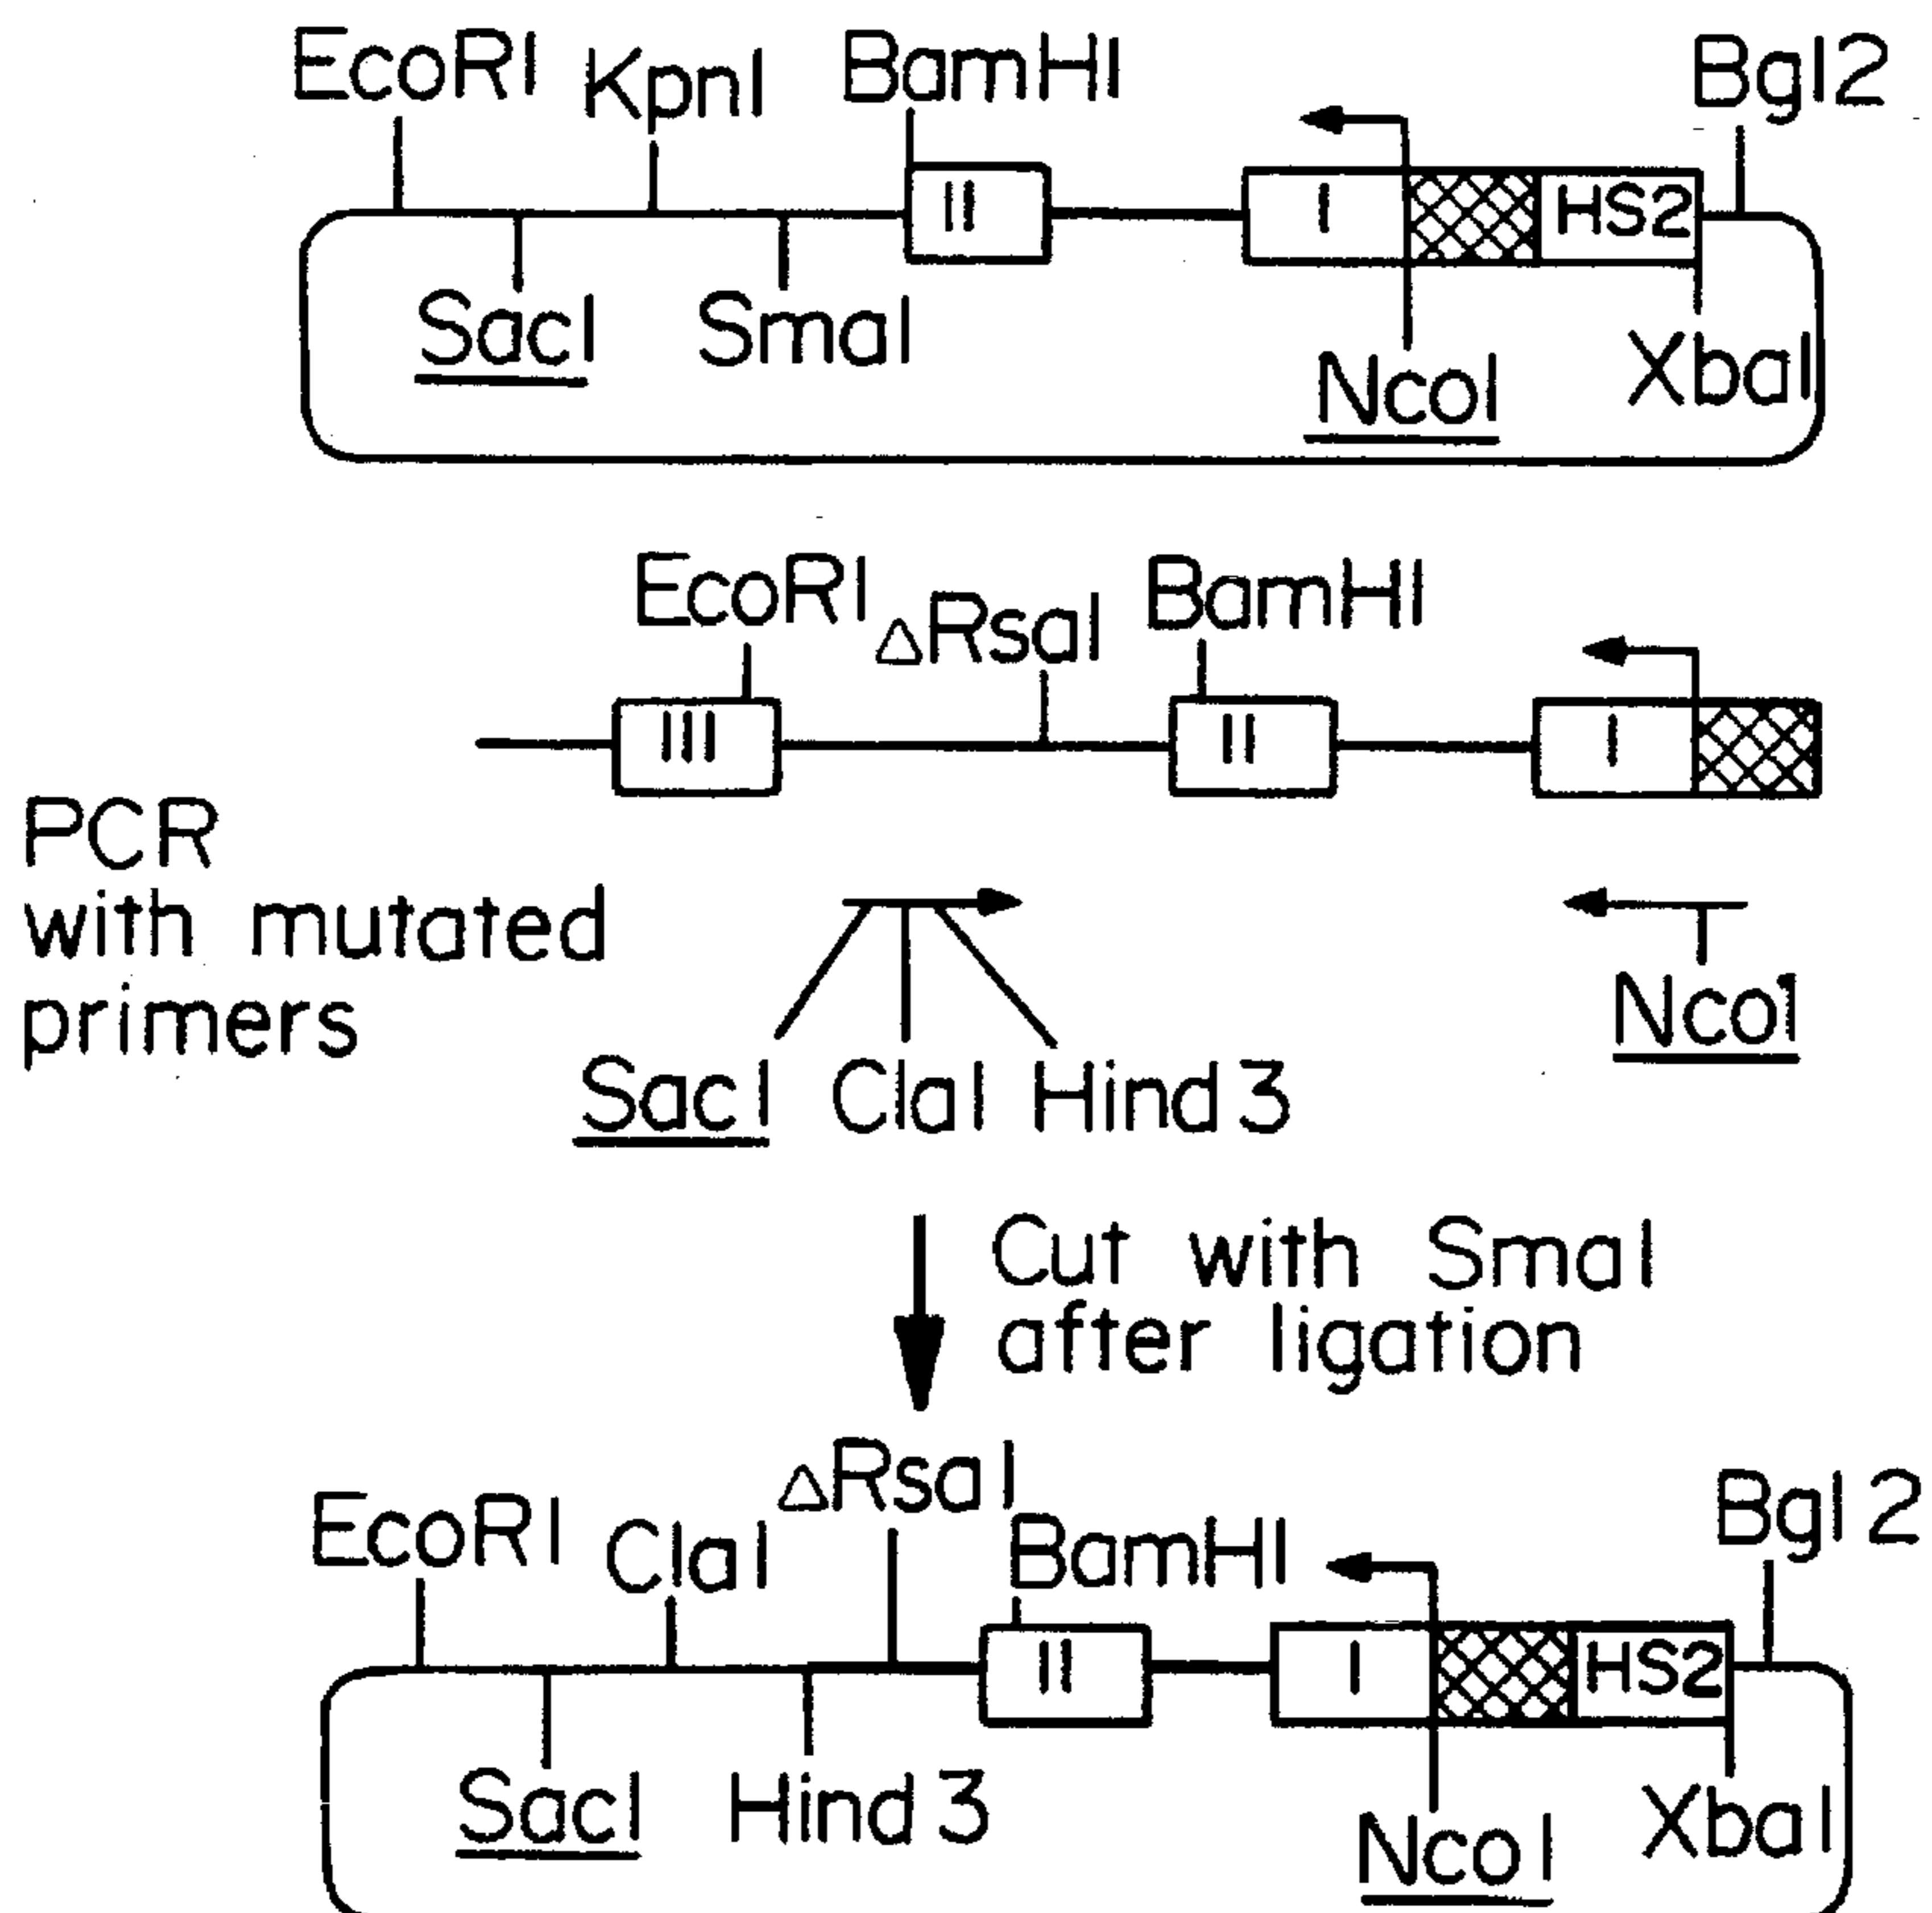 EcoRI KpnI BamHI Bgl2
II I HS2
SacI SmaI NcoI XbaI
EcoRI ΔRsaI BamHI
III II I
PCR
with mutated
primers
SacI ClaI Hind3 NcoI
Cut with SmaI
after ligation
EcoRI ClaI ΔRsaI BamHI Bgl2
II I HS2
SacI Hind3 NcoI XbaI